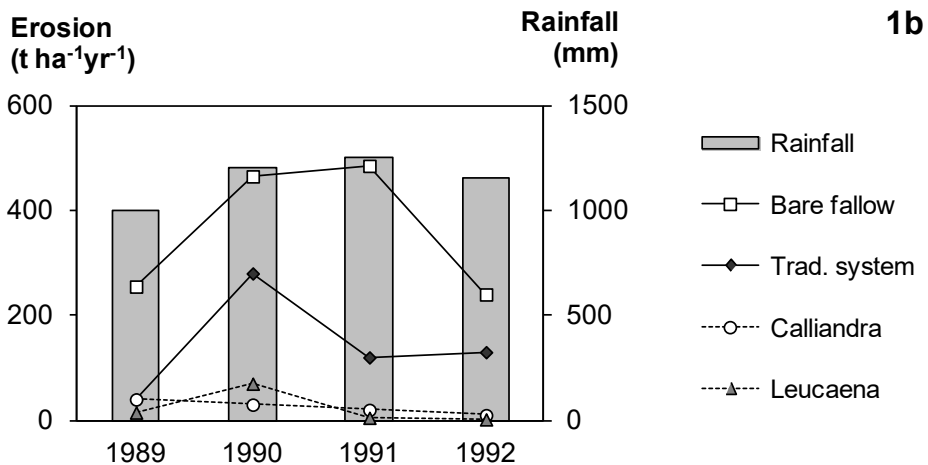 Erosion
(t ha⁻¹yr⁻¹)
Rainfall
(mm)
1b
600
400
200
0
1500
1000
500
0
1989 1990 1991 1992
Rainfall
Bare fallow
Trad. system
Calliandra
Leucaena